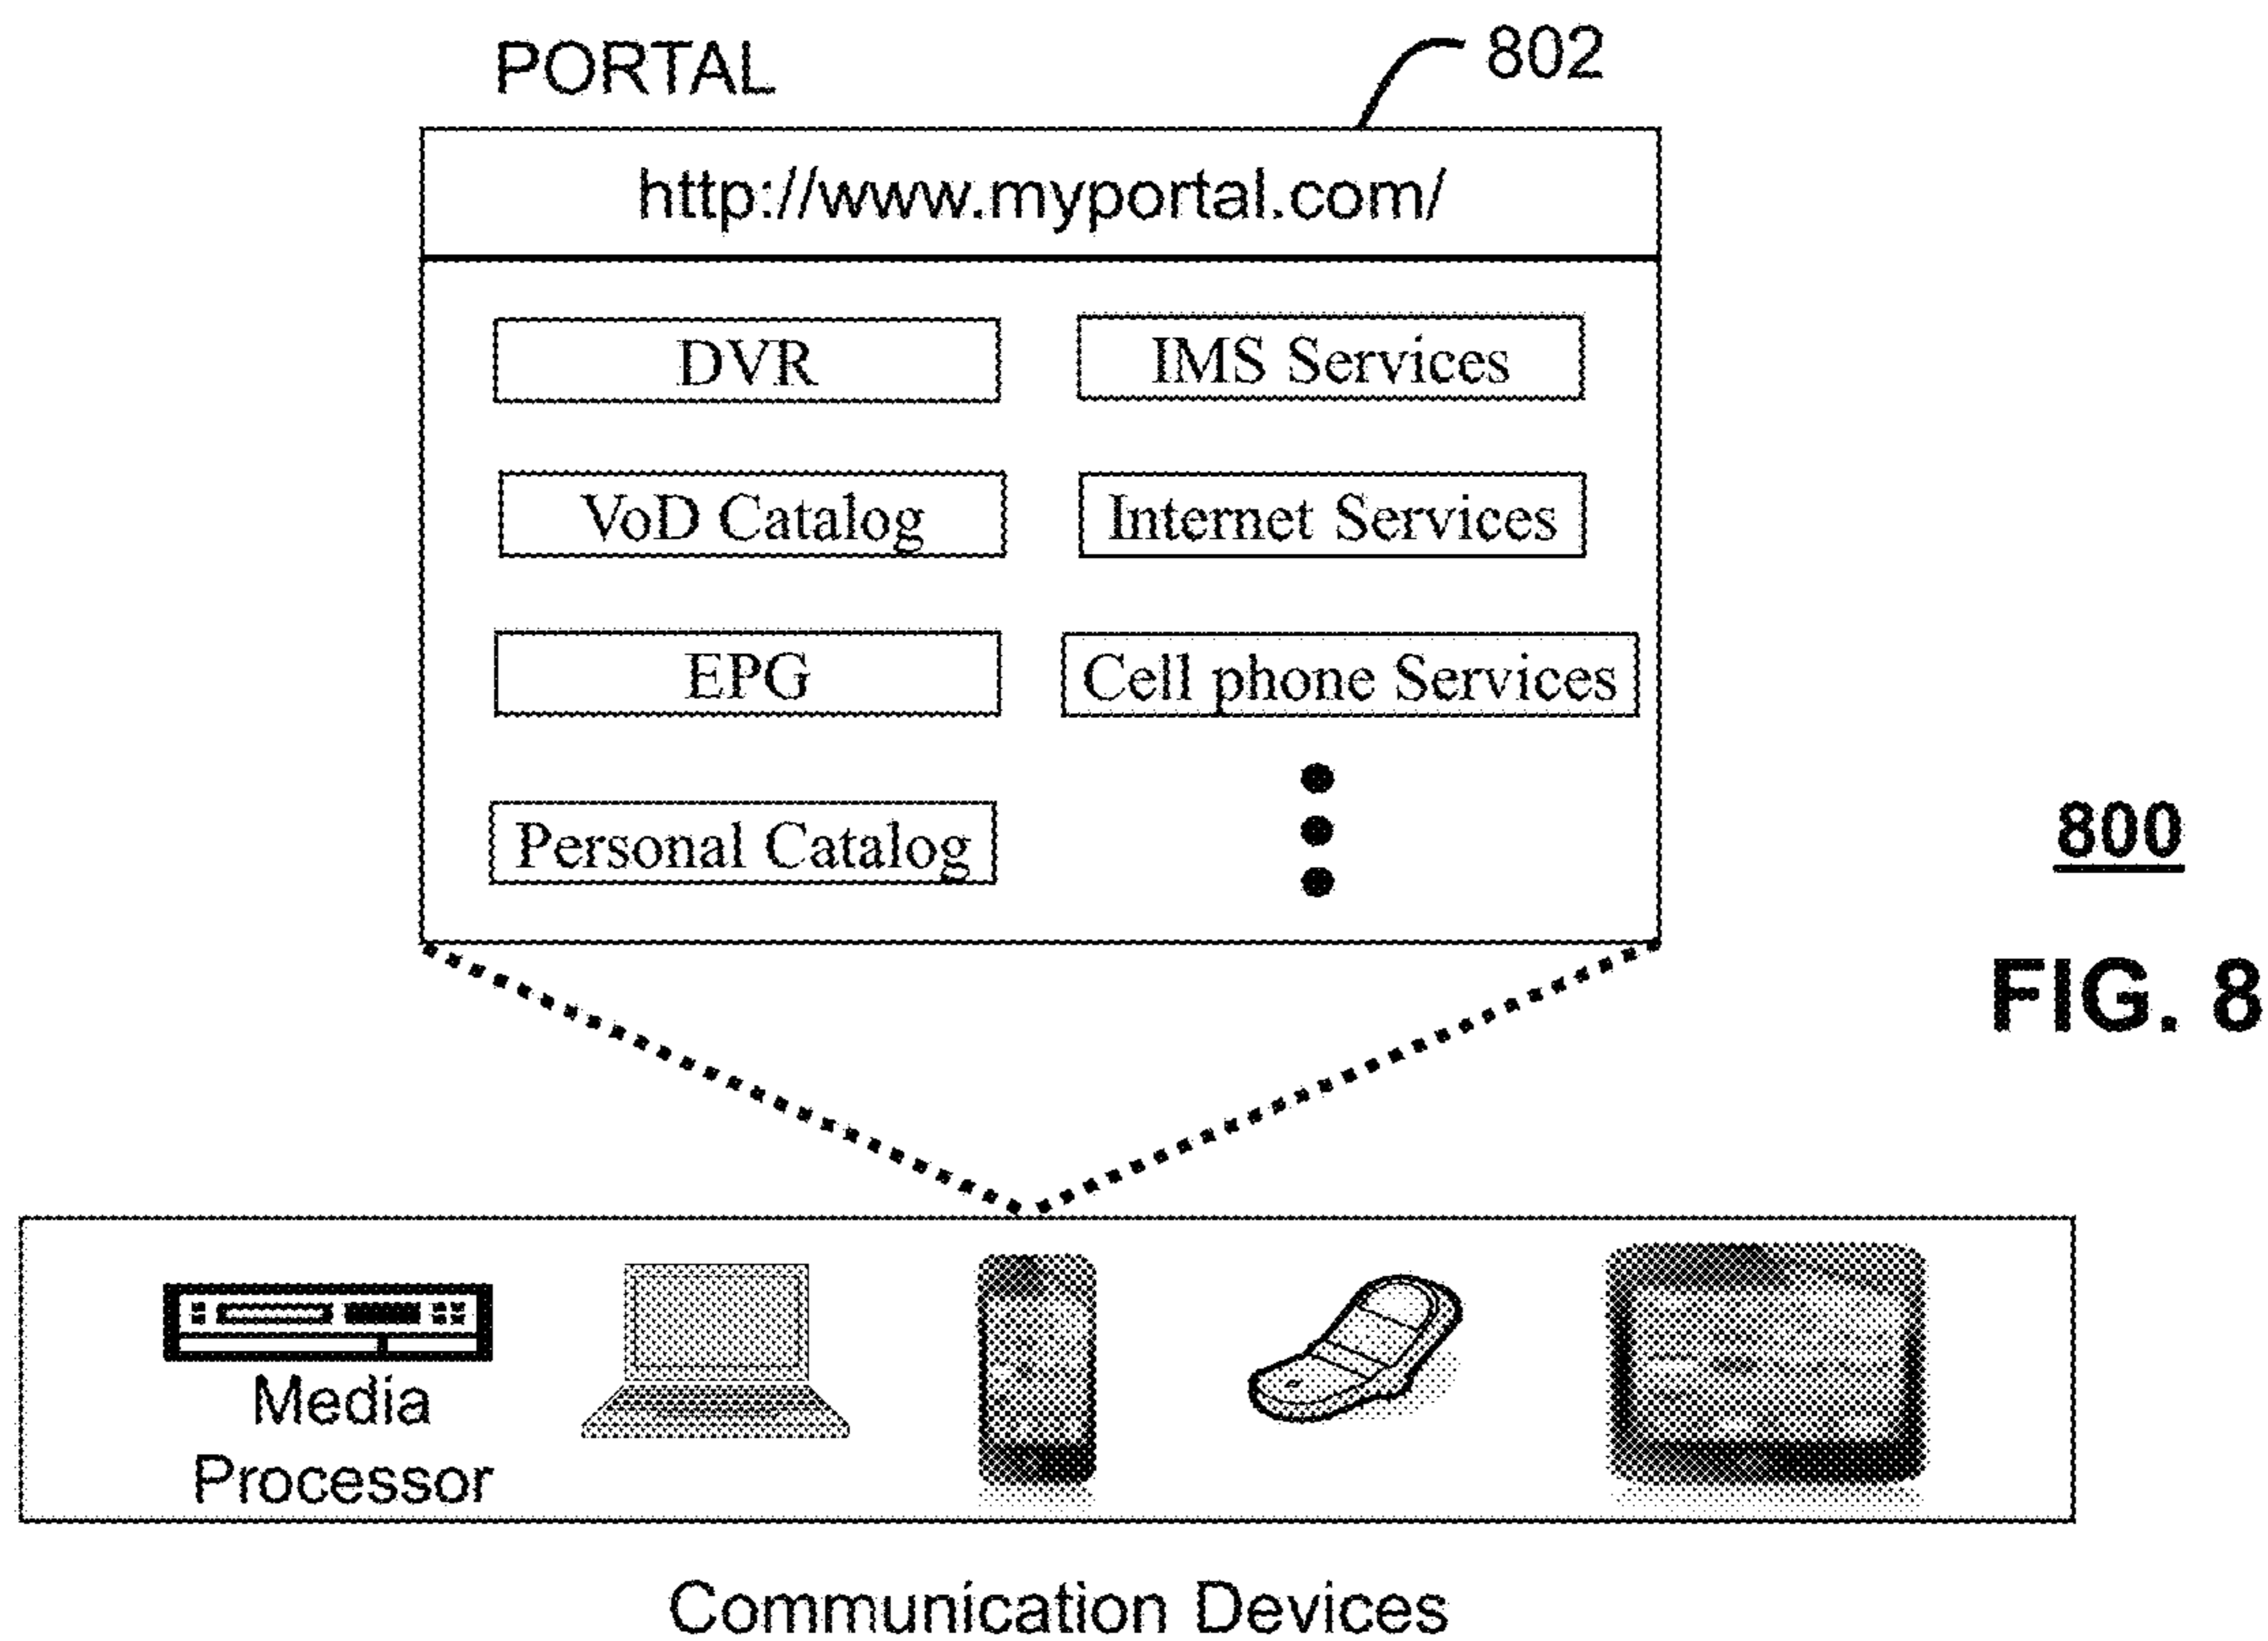 PORTAL
802
http://www.myportal.com/
DVR
IMS Services
VoD Catalog
Internet Services
EPG
Cell phone Services
Personal Catalog
800
FIG. 8
Media
Processor
Communication Devices